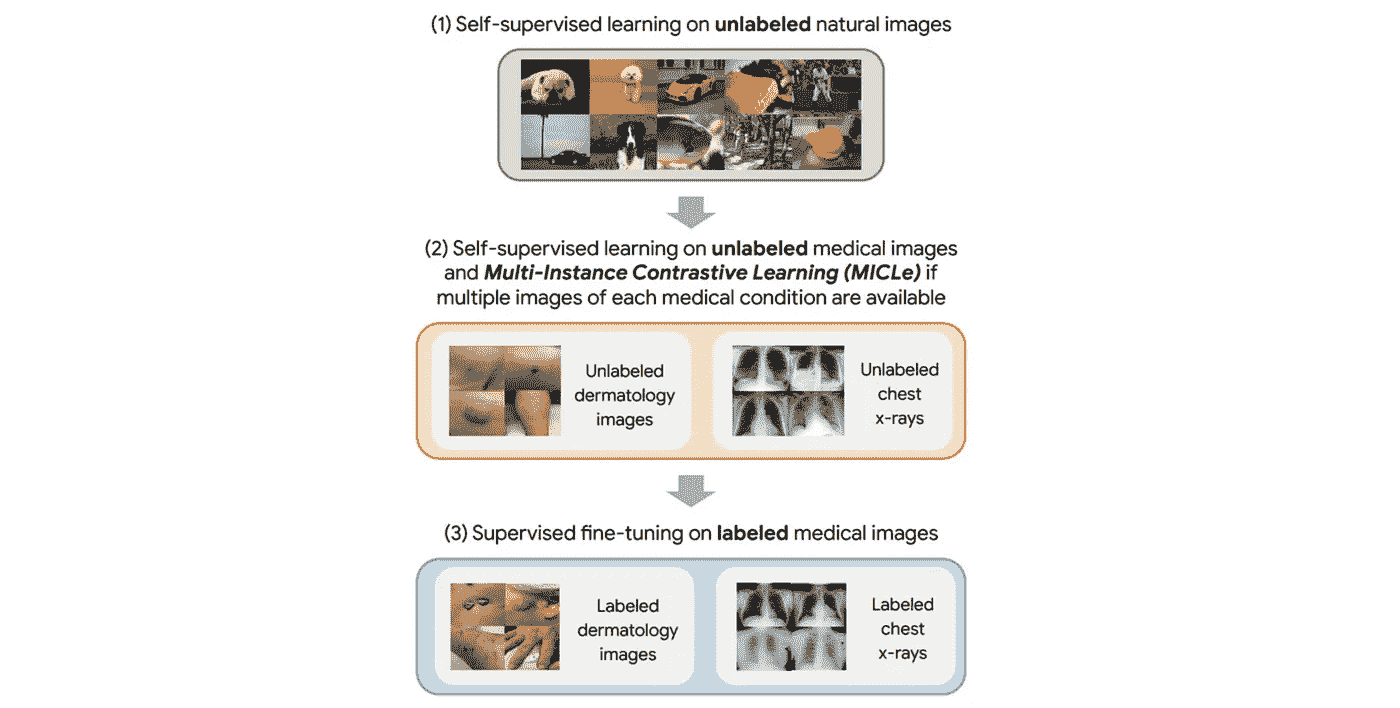 (1) Self-supervised learning on unlabeled natural images
(2) Self-supervised learning on unlabeled medical images
and Multi-Instance Contrastive Learning (MICLe) if
multiple images of each medical condition are available
Unlabeled
dermatology
images
Unlabeled
chest
x-rays
(3) Supervised fine-tuning on labeled medical images
Labeled
dermatology
images
Labeled
chest
x-rays